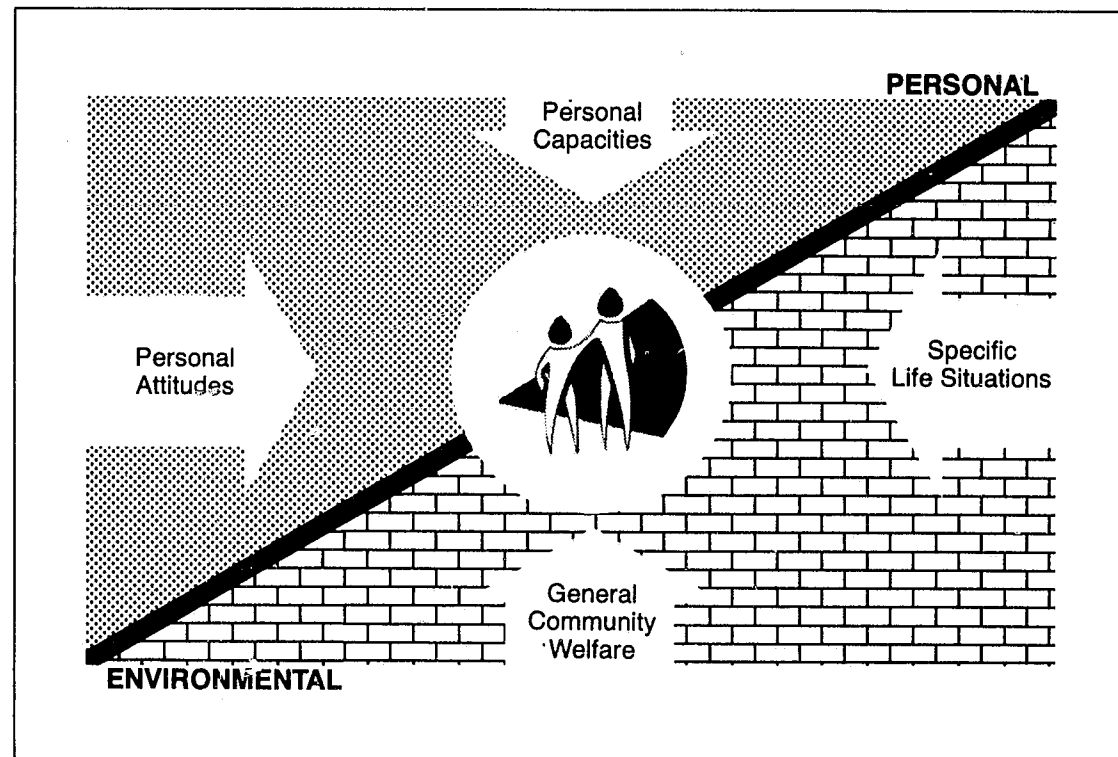 PERSONAL
Personal
Capacities
Personal
Attitudes
Specific
Life Situations
General
Community
Welfare
ENVIRONMENTAL